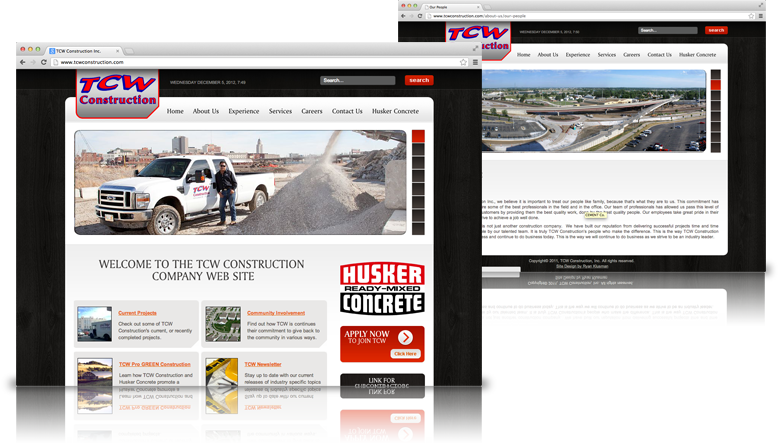 TCW Construction Inc.
www.tcwconstruction.com
TCW
Construction
WEDNESDAY DECEMBER 5, 2012, 7:49
Search...
search
Home About Us Experience Services Careers Contact Us Husker Concrete
TCW
WELCOME TO THE TCW CONSTRUCTION
COMPANY WEB SITE
Current Projects
Check out some of TCW
Construction's current, or recently
completed projects.
Community Involvement
Find out how TCW is continues
their commitment to give back to
the community in various ways.
TCW Pro GREEN Construction
Learn how TCW Construction and
Husker Concrete promote a
TCW Newsletter
Stay up to date with our current
releases of industry specific topics
HUSKER
READY-MIXED
CONCRETE
APPLY NOW
TO JOIN TCW
Click Here
LINK FOR
Our People
www.tcwconstruction.com/about-us/our-people
TCW
Construction
WEDNESDAY DECEMBER 5, 2012, 7:50
Search...
search
Home About Us Experience Services Careers Contact Us Husker Concrete
Inc., we believe it is important to treat our people like family, because that's what they are to us. This commitment has
some of the best professionals in the field and in the office. Our team of professionals has allowed us pass this level of
customers by providing them the best quality work, done by the best quality people. Our employees take great pride in their
to achieve a job well done.
is not just another construction company. We have built our reputation from delivering successful projects time and time
by our talented team. It is truly TCW Construction's people who make the difference. This is the way TCW Construction
and continue to do business today. This is the way we will continue to do business as we strive to be an industry leader.
Copyright© 2011, TCW Construction, Inc. All rights reserved.
Site Design by Ryan Klusman